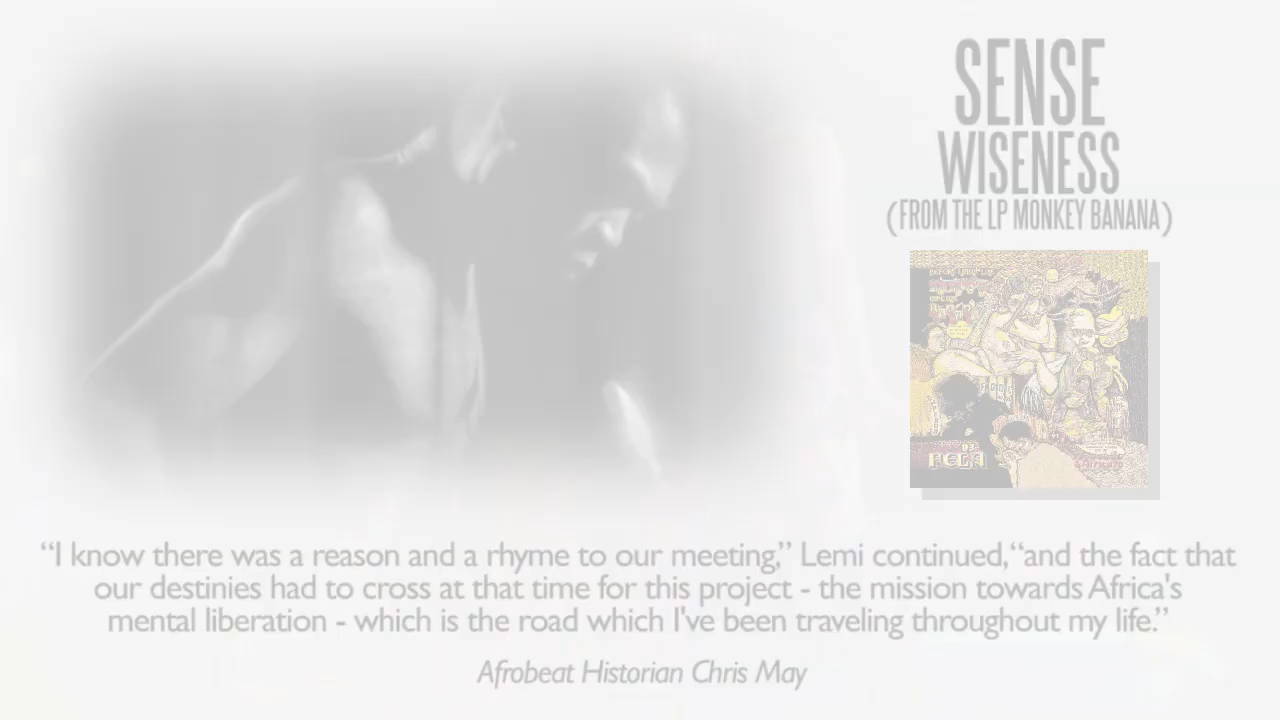 SENSE
WISENESS
(FROM THE LP MONKEY BANANA)
FELA
“I know there was a reason and a rhyme to our meeting,” Lemi continued, “and the fact that
our destinies had to cross at that time for this project - the mission towards Africa's
mental liberation - which is the road which I've been traveling throughout my life.”
Afrobeat Historian Chris May